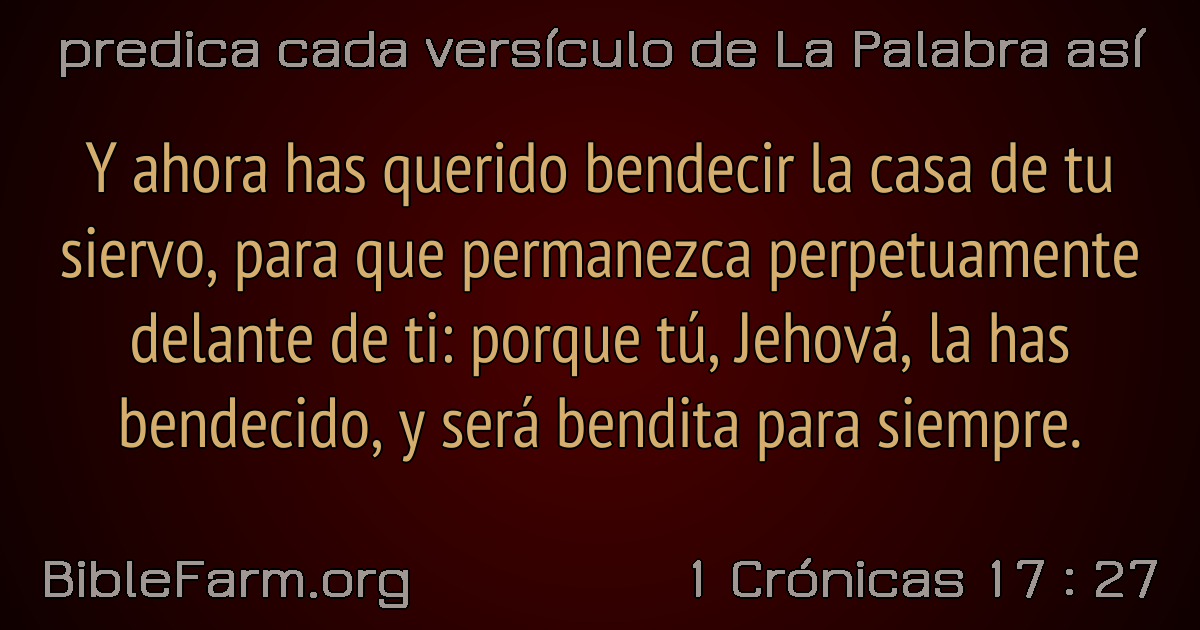 predica cada versículo de La Palabra así
Y ahora has querido bendecir la casa de tu
siervo, para que permanezca perpetuamente
delante de ti: porque tú, Jehová, la has
bendecido, y será bendita para siempre.
BibleFarm.org
1 Crónicas 17 : 27